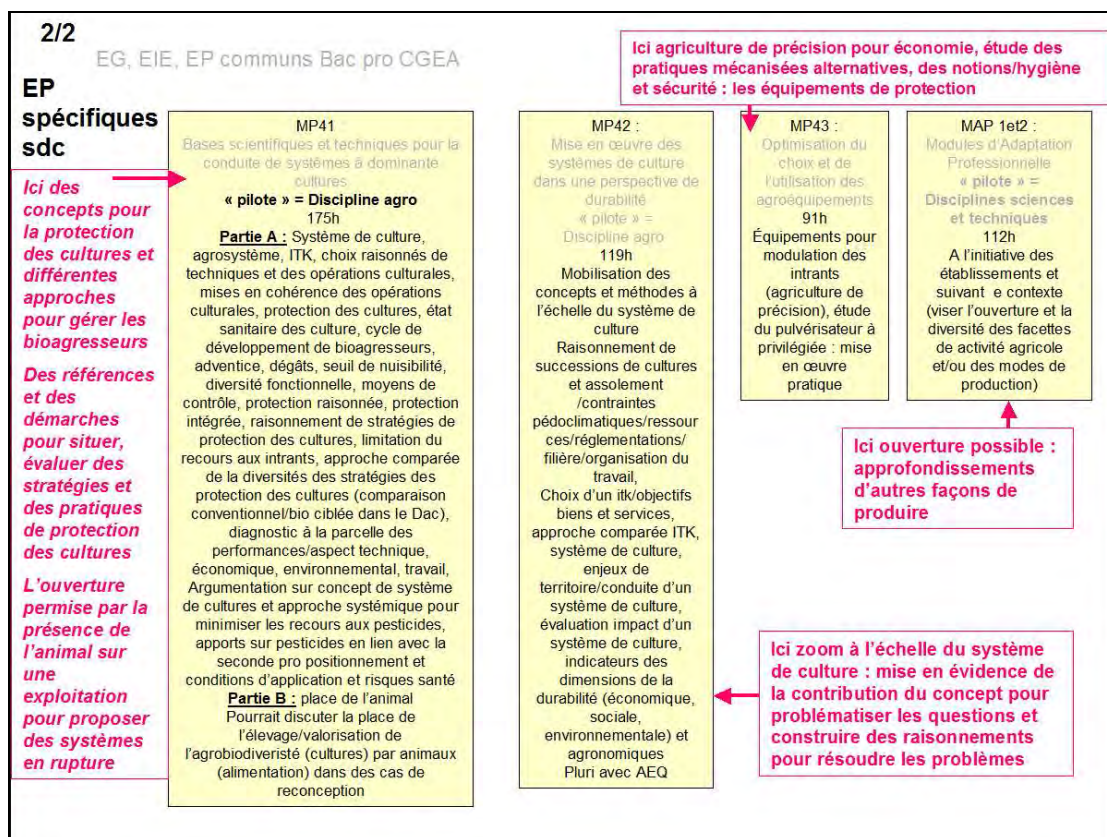 2/2
EG, EIE, EP communs Bac pro CGEA
EP
spécifiques
sdc
Ici agriculture de précision pour économie, étude des
pratiques mécanisées alternatives, des notions/hygiène
et sécurité : les équipements de protection
Ici des
concepts pour
la protection
des cultures et
différentes
approches
pour gérer les
bioagresseurs
Des références
et des
démarches
pour situer,
évaluer des
stratégies et
des pratiques
de protection
des cultures
L'ouverture
permise par la
présence de
l'animal sur
une
exploitation
pour proposer
des systèmes
en rupture
MP41
Bases scientifiques et techniques pour la
conduite de systèmes à dominante
cultures
« pilote » = Discipline agro
175h
Partie A : Système de culture,
agrosystème, ITK, choix raisonnés de
techniques et des opérations culturales,
mises en cohérence des opérations
culturales, protection des cultures, état
sanitaire des culture, cycle de
développement de bioagresseurs,
adventice, dégâts, seuil de nuisibilité,
diversité fonctionnelle, moyens de
contrôle, protection raisonnée, protection
intégrée, raisonnement de stratégies de
protection des cultures, limitation du
recours aux intrants, approche comparée
de la diversités des stratégies des
protection des cultures (comparaison
conventionnel/bio ciblée dans le Dac),
diagnostic à la parcelle des
performances/aspect technique,
économique, environnemental, travail,
Argumentation sur concept de système
de cultures et approche systémique pour
minimiser les recours aux pesticides,
apports sur pesticides en lien avec la
seconde pro positionnement et
conditions d'application et risques santé
Partie B : place de l'animal
Pourrait discuter la place de
l'élevage/valorisation de
l'agrobiodiveristé (cultures) par animaux
(alimentation) dans des cas de
reconception
MP42 :
Mise en œuvre des
systèmes de culture
dans une perspective de
durabilité
« pilote » =
Discipline agro
119h
Mobilisation des
concepts et méthodes à
l'échelle du système de
culture
Raisonnement de
successions de cultures
et assolement
/contraintes
pédoclimatiques/ressour
ces/réglementations/
filière/organisation du
travail,
Choix d'un itk/objectifs
biens et services,
approche comparée ITK,
système de culture,
enjeux de
territoire/conduite d'un
système de culture,
évaluation impact d'un
système de culture,
indicateurs des
dimensions de la
durabilité (économique,
sociale,
environnementale) et
agronomiques
Pluri avec AEQ
MP43 :
Optimisation du
choix et de
l'utilisation des
agroéquipements
91h
Équipements pour
modulation des
intrants
(agriculture de
précision), étude
du pulvérisateur à
privilégiée : mise
en œuvre
pratique
MAP 1et2 :
Modules d'Adaptation
Professionnelle
« pilote » =
Disciplines sciences
et techniques
112h
A l'initiative des
établissements et
suivant e contexte
(viser l'ouverture et la
diversité des facettes
de activité agricole
et/ou des modes de
production)
Ici ouverture possible :
approfondissements
d'autres façons de
produire
Ici zoom à l'échelle du système
de culture : mise en évidence de
la contribution du concept pour
problématiser les questions et
construire des raisonnements
pour résoudre les problèmes